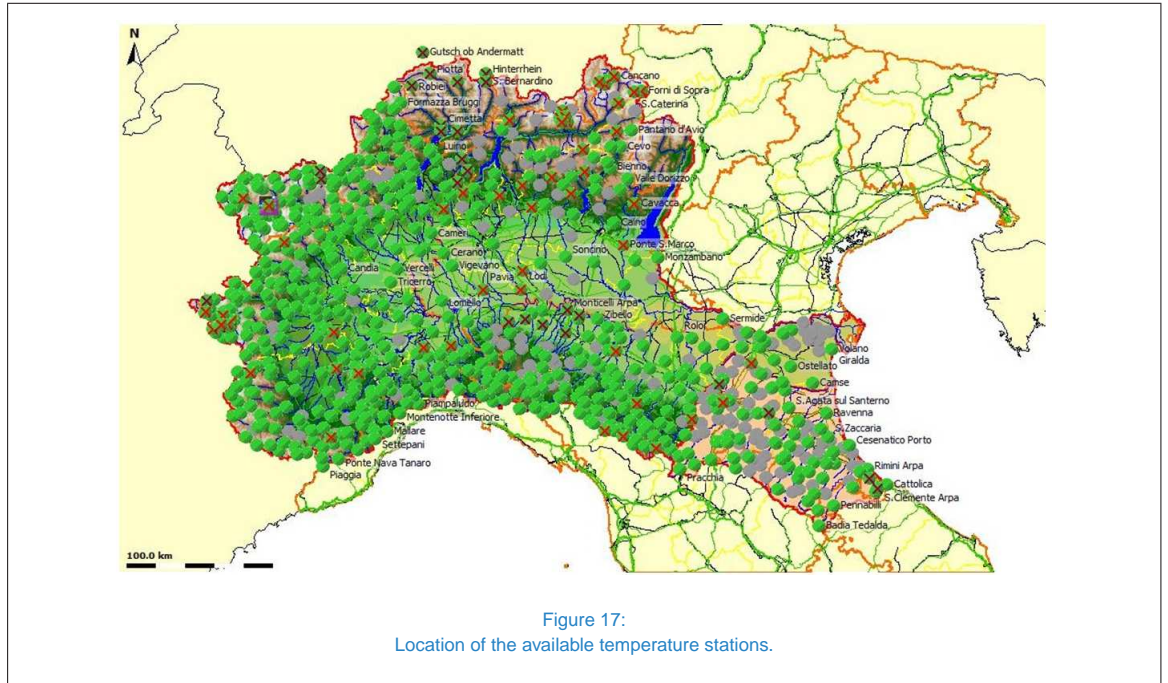 N
Gutsch ob Andermatt
Piotta
Hinterrhein
S. Bernardino
Cancano
Robiei
Forni di Sopra
Formazza Bruggi
S.Caterina
Cimetta
Pantano d'Avio
Luino
Cevo
Bienno
Valle Dorizzo
Cavacca
Caino
Cameri
Ponte S.Marco
Cerano
Soncino
Monzambano
Candia
Vercelli
Vigevano
Pavia
Lodi
Tricerro
Lomello
Monticelli Arpa
Zibello
Sermide
Rolo
Volano
Giralda
Ostellato
Camse
Piampaludo
S.Agata sul Santerno
Montenotte Inferiore
Ravenna
Mallare
S.Zaccaria
Settepani
Cesenatico Porto
Ponte Nava Tanaro
Rimini Arpa
Piaggia
Pracchia
Cattolica
S.Clemente Arpa
Pennabilli
Badia Tedalda
100.0 km
Figure 17:
Location of the available temperature stations.